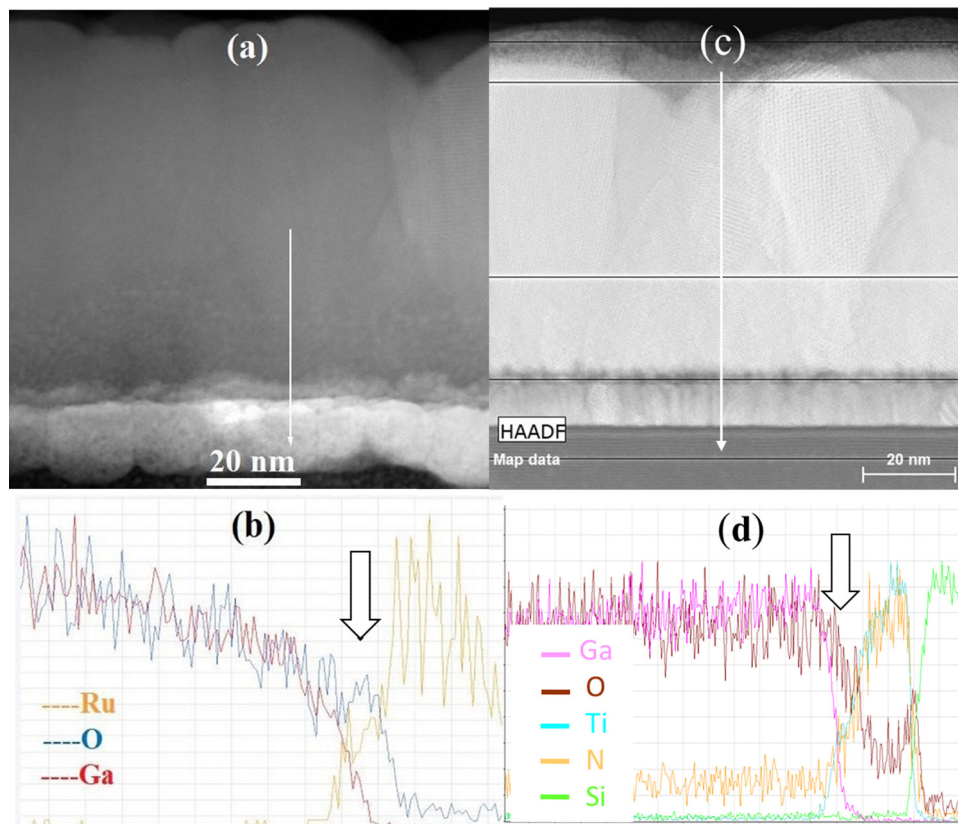 (a)
20 nm
(c)
HAADF
Map data
20 nm
(b)
----Ru
----O
----Ga
(d)
Ga
O
Ti
N
Si